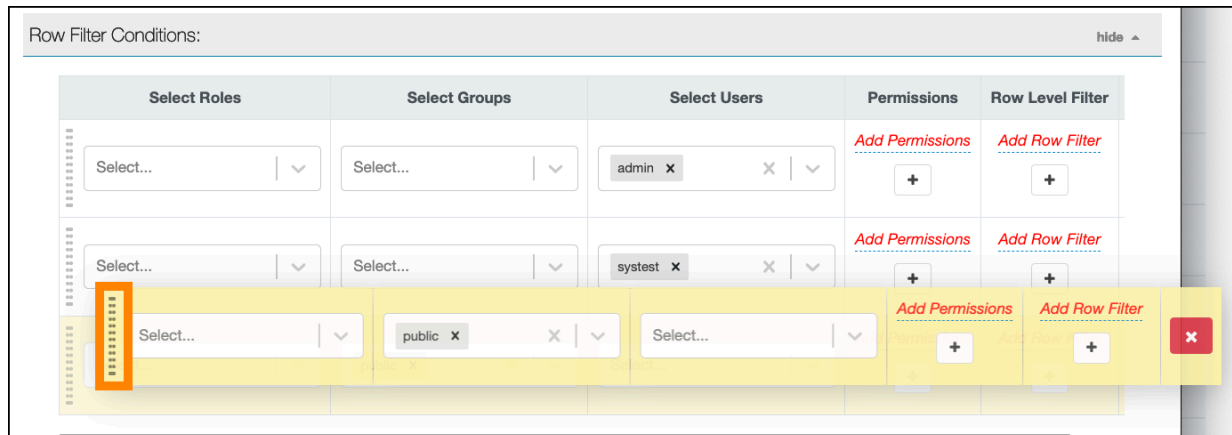 Row Filter Conditions: hide
Select Roles Select Groups Select Users Permissions Row Level Filter
Add Permissions Add Row Filter
Select... Select... admin x
+ +
Add Permissions Add Row Filter
Select... Select... systest x
+ +
Add Permissions Add Row Filter
Select... public x Select...
+ +
public x